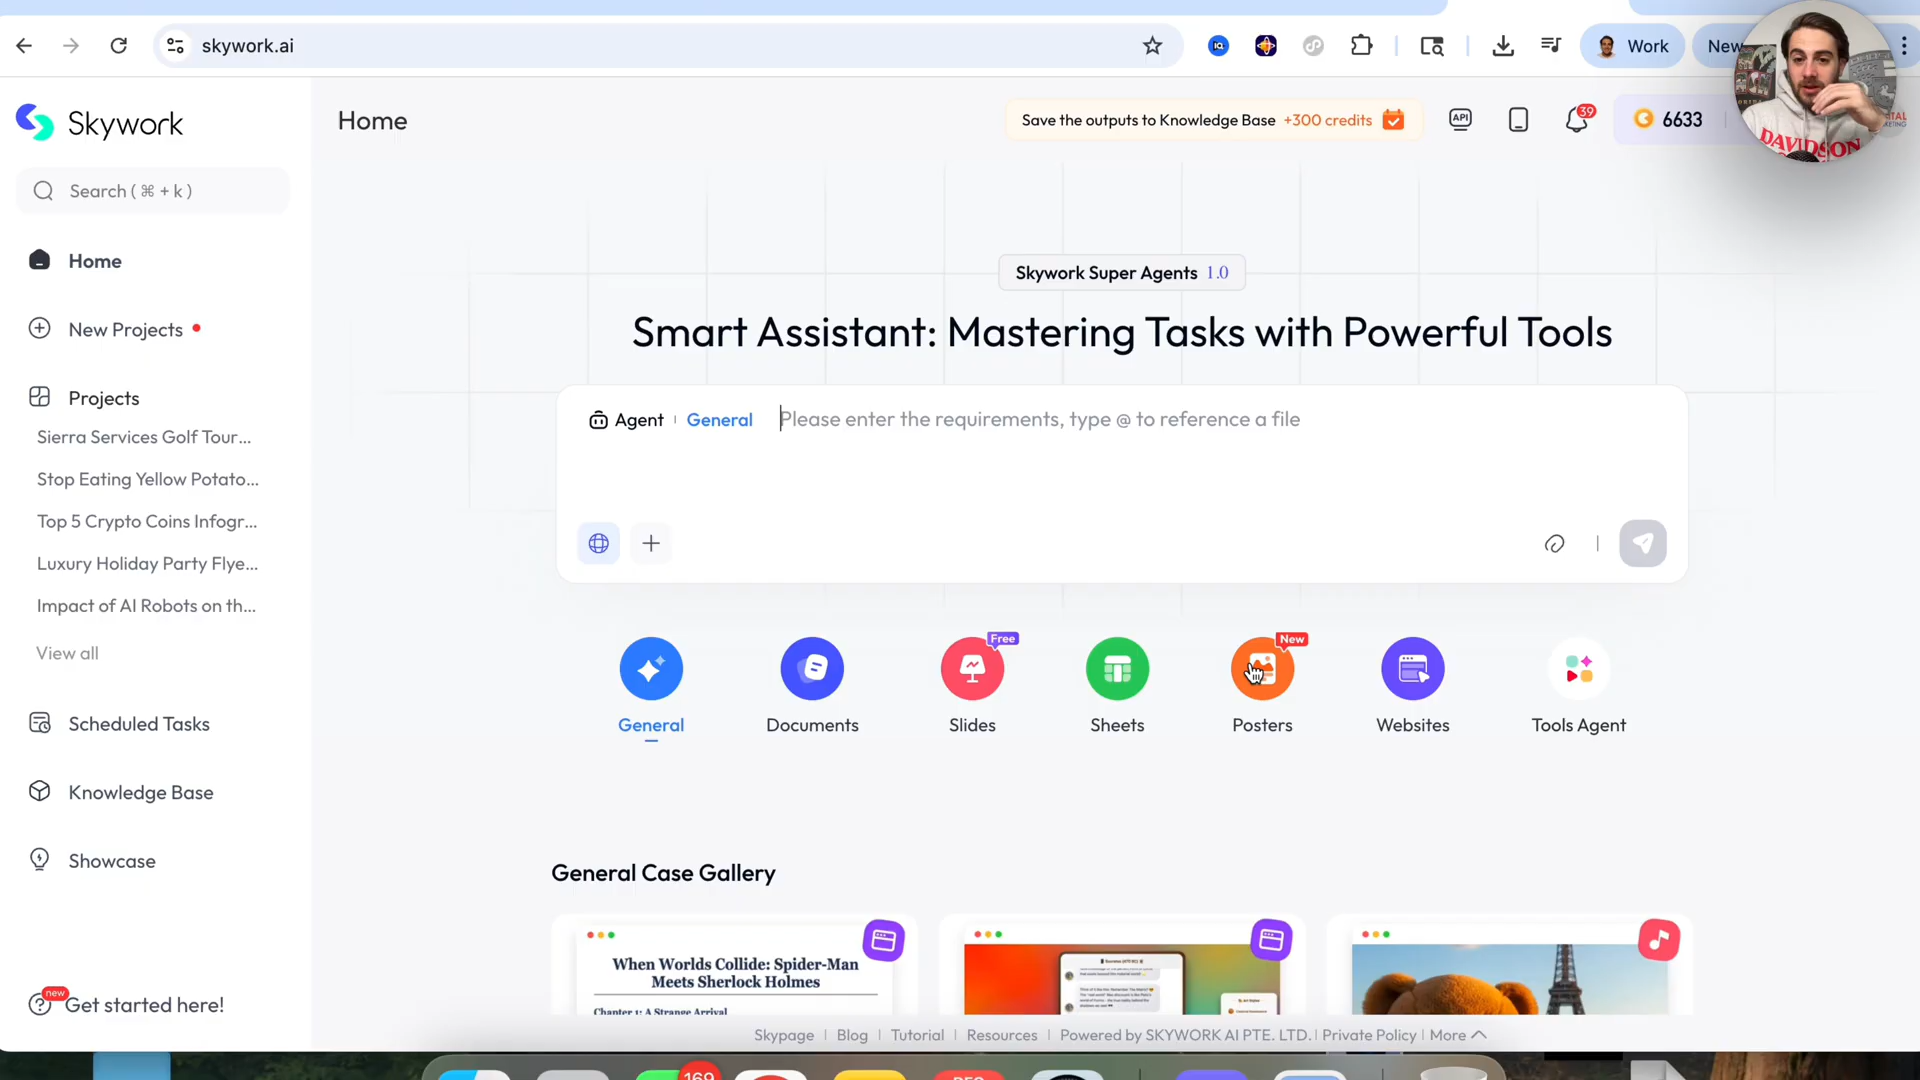 skywork.ai
Work
New
Skywork
Home
Save the outputs to Knowledge Base +300 credits
API
39
6633
Search ( ⌘ + k )
Home
New Projects
Projects
Sierra Services Golf Tour...
Stop Eating Yellow Potato...
Top 5 Crypto Coins Infogr...
Luxury Holiday Party Flye...
Impact of AI Robots on th...
View all
Scheduled Tasks
Knowledge Base
Showcase
new
Get started here!
DAVIDSON
Skywork Super Agents 1.0
Smart Assistant: Mastering Tasks with Powerful Tools
Agent General Please enter the requirements, type @ to reference a file
Free
New
General
Documents
Slides
Sheets
Posters
Websites
Tools Agent
General Case Gallery
When Worlds Collide: Spider-Man
Meets Sherlock Holmes
Chapter 1: A Strange Arrival
Skypage | Blog | Tutorial | Resources | Powered by SKYWORK AI PTE. LTD. | Private Policy | More
169